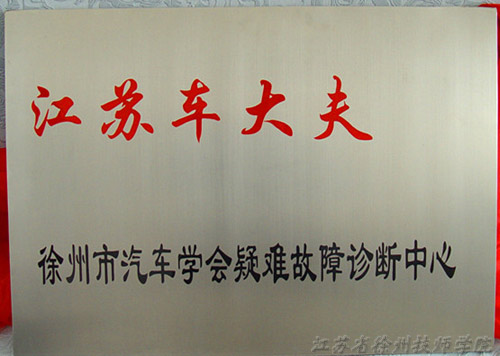 江苏车大夫
徐州市汽车学会疑难故障诊断中心
江苏省徐州技师学院